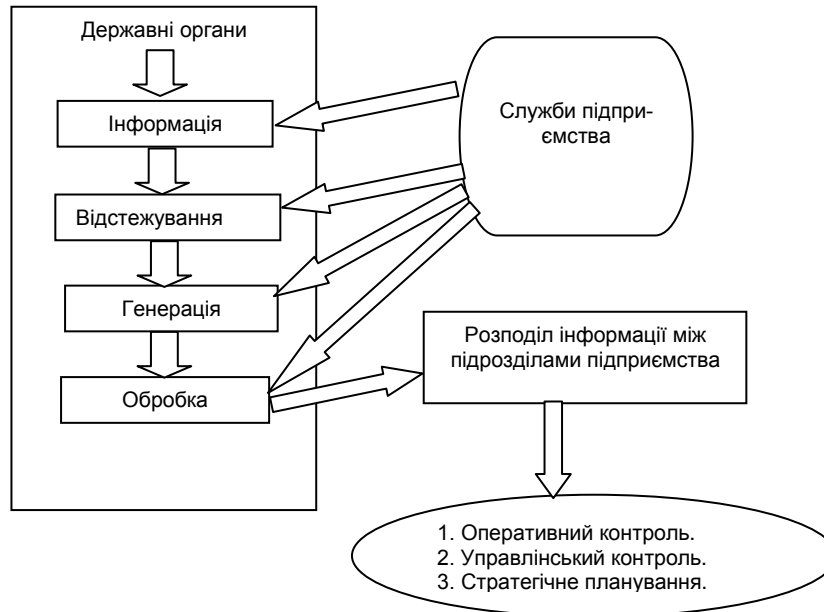 Державні органи
Інформація
Відстежування
Генерація
Обробка
Служби підпри-
ємства
Розподіл інформації між
підрозділами підприємства
1. Оперативний контроль.
2. Управлінський контроль.
3. Стратегічне планування.